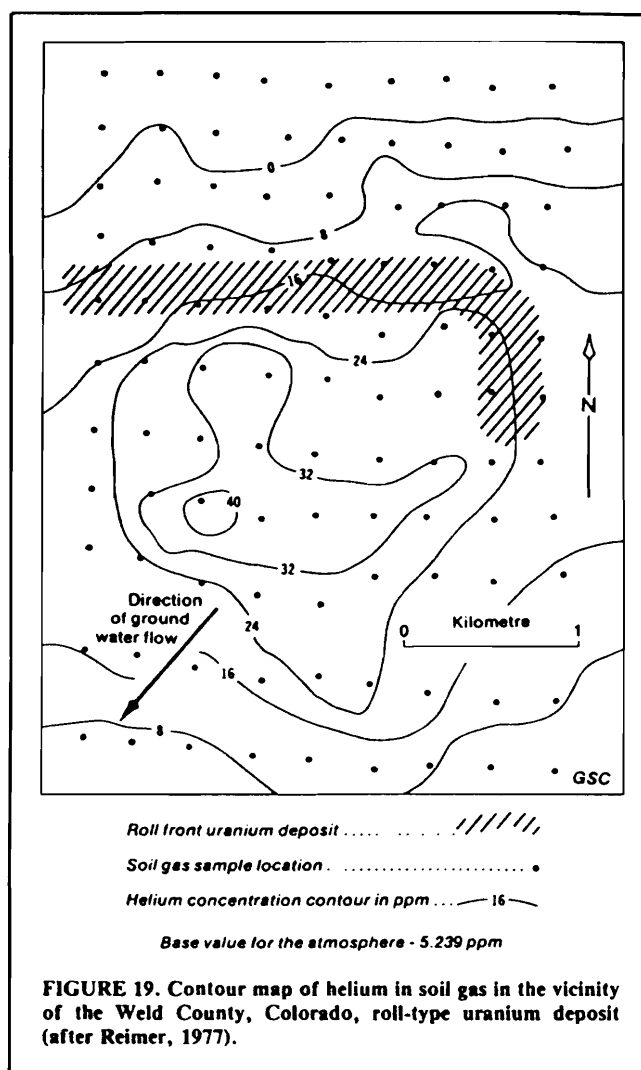 0
8
16
24
N
32
40
32
Direction
of ground
water flow
24
Kilometre
0 1
16
8
GSC
Roll front uranium deposit ..... .. . ...
Soil gas sample location . .......................
Helium concentration contour in ppm .... 16
Base value for the atmosphere - 5.239 ppm
FIGURE 19. Contour map of helium in soil gas in the vicinity
of the Weld County, Colorado, roll-type uranium deposit
(after Reimer, 1977).